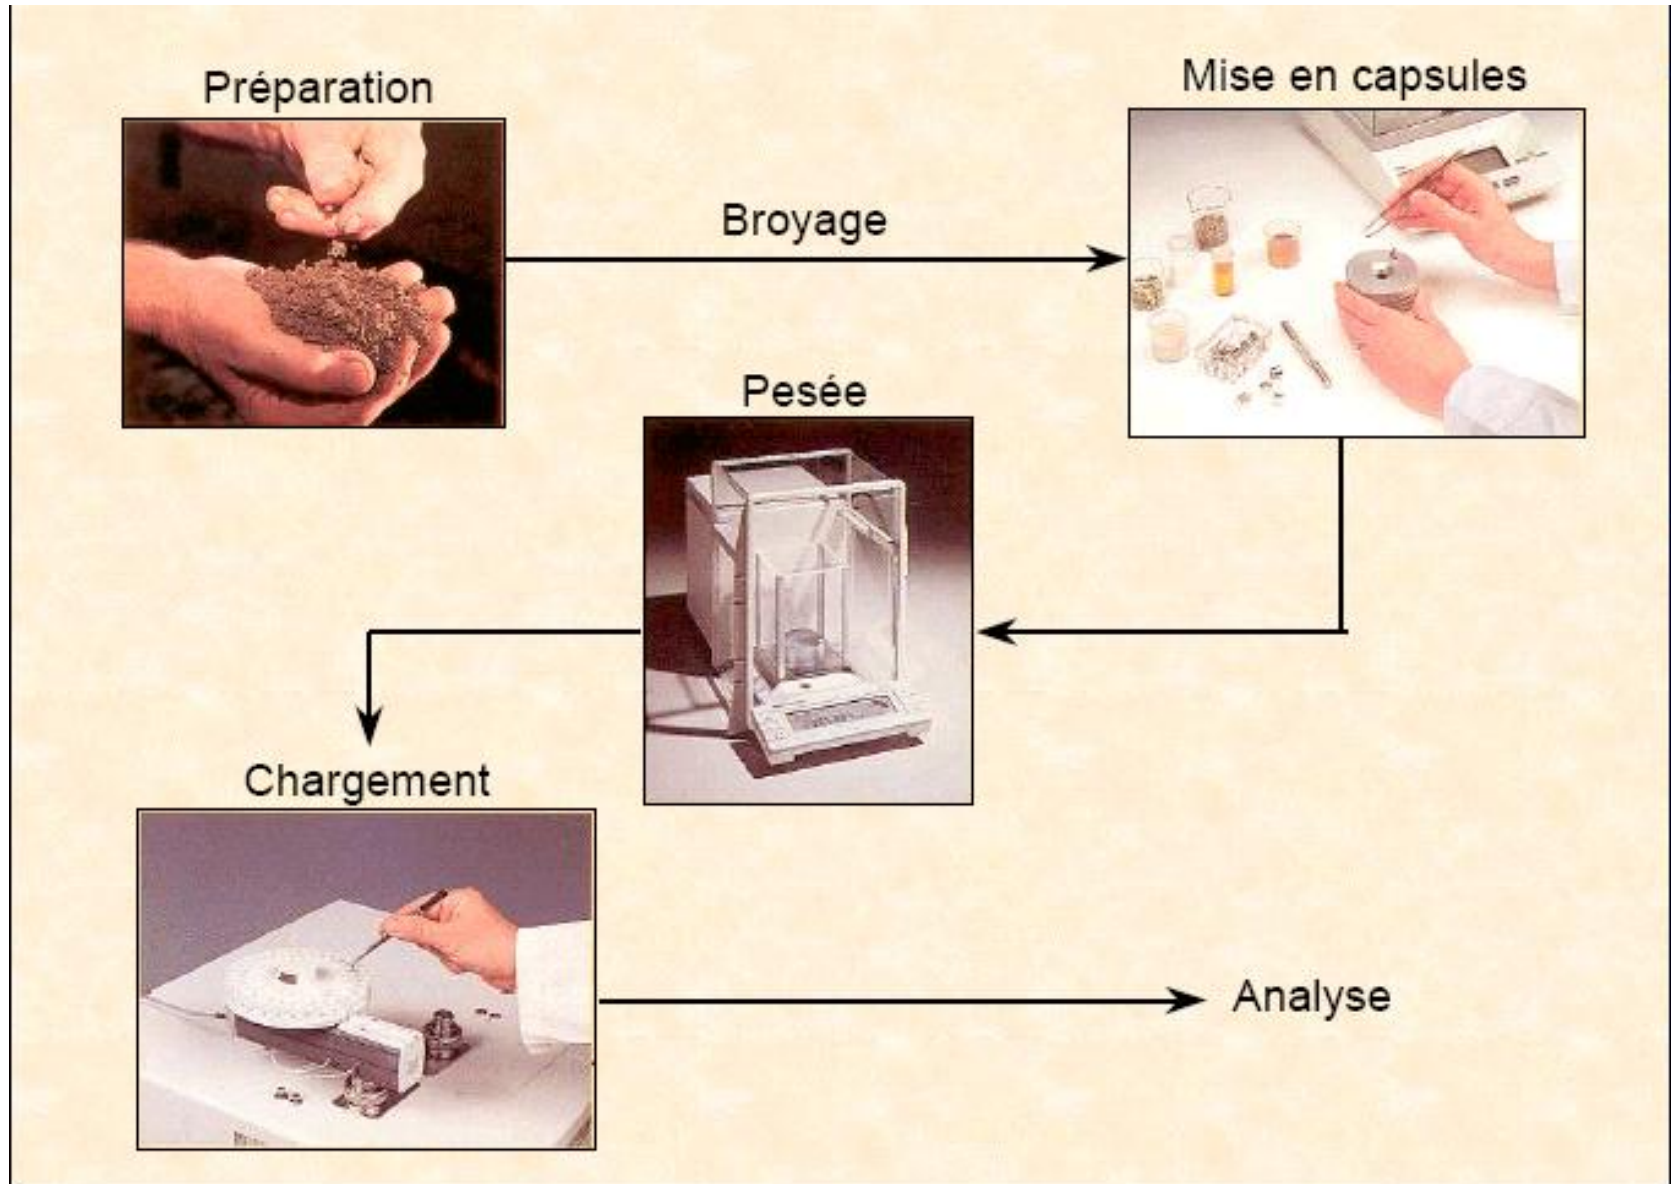 Préparation
Mise en capsules
Broyage
Pesée
Chargement
Analyse